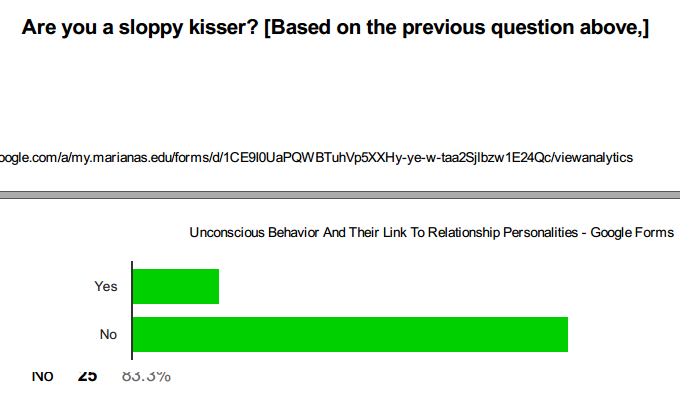 Are you a sloppy kisser? [Based on the previous question above,]
oogle.com/a/my.marianas.edu/forms/d/1CE9I0UaPQWBTuhVp5XXHy-ye-w-taa2SjIbzw1E24Qc/viewanalytics
Unconscious Behavior And Their Link To Relationship Personalities - Google Forms
Yes
No
No 25 83.3%